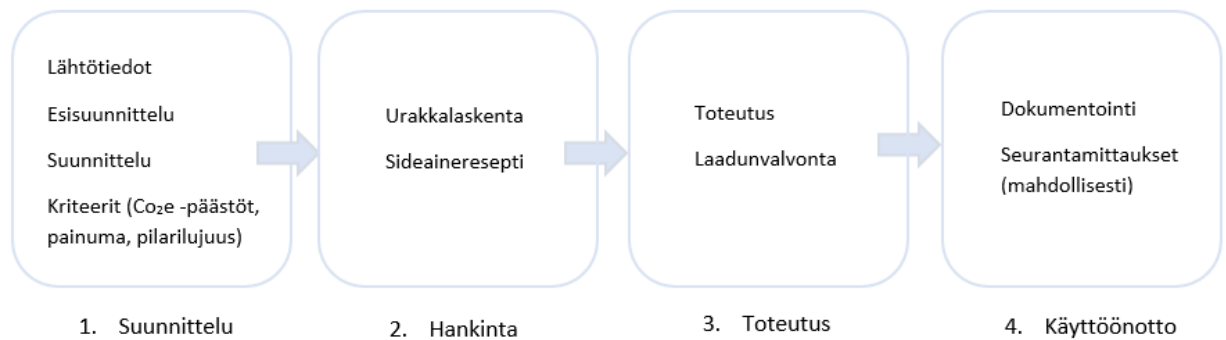 Lähtötiedot
Esisuunnittelu
Suunnittelu
Kriteerit (Co₂e -päästöt,
painuma, pilarilujuus)
Urakkalaskenta
Sideaineresepti
Toteutus
Laadunvalvonta
Dokumentointi
Seurantamittaukset
(mahdollisesti)
1. Suunnittelu
2. Hankinta
3. Toteutus
4. Käyttöönotto